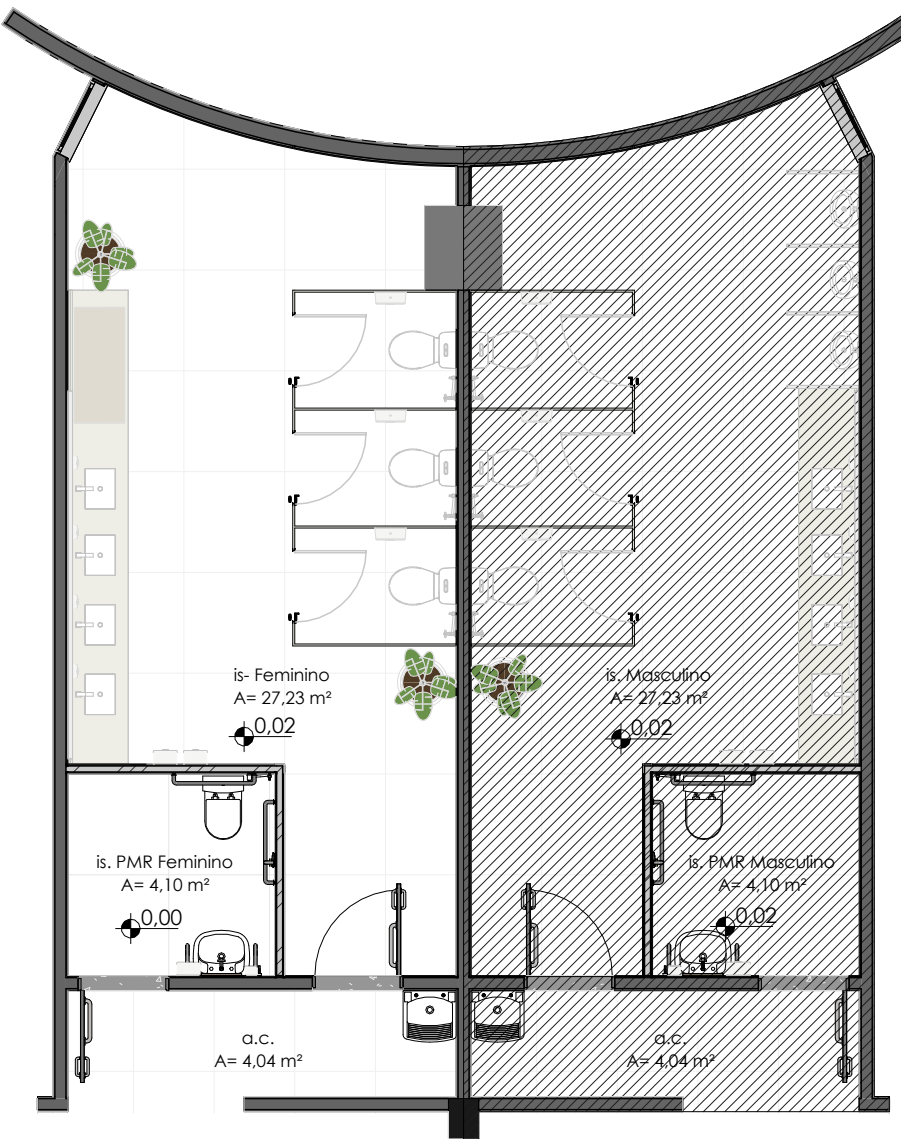 is- Feminino
A= 27,23 m²
0,02
is. Masculino
A= 27,23 m²
0,02
is. PMR Feminino
A= 4,10 m²
0,00
is. PMR Masculino
A= 4,10 m²
0,02
a.c.
A= 4,04 m²
a.c.
A= 4,04 m²